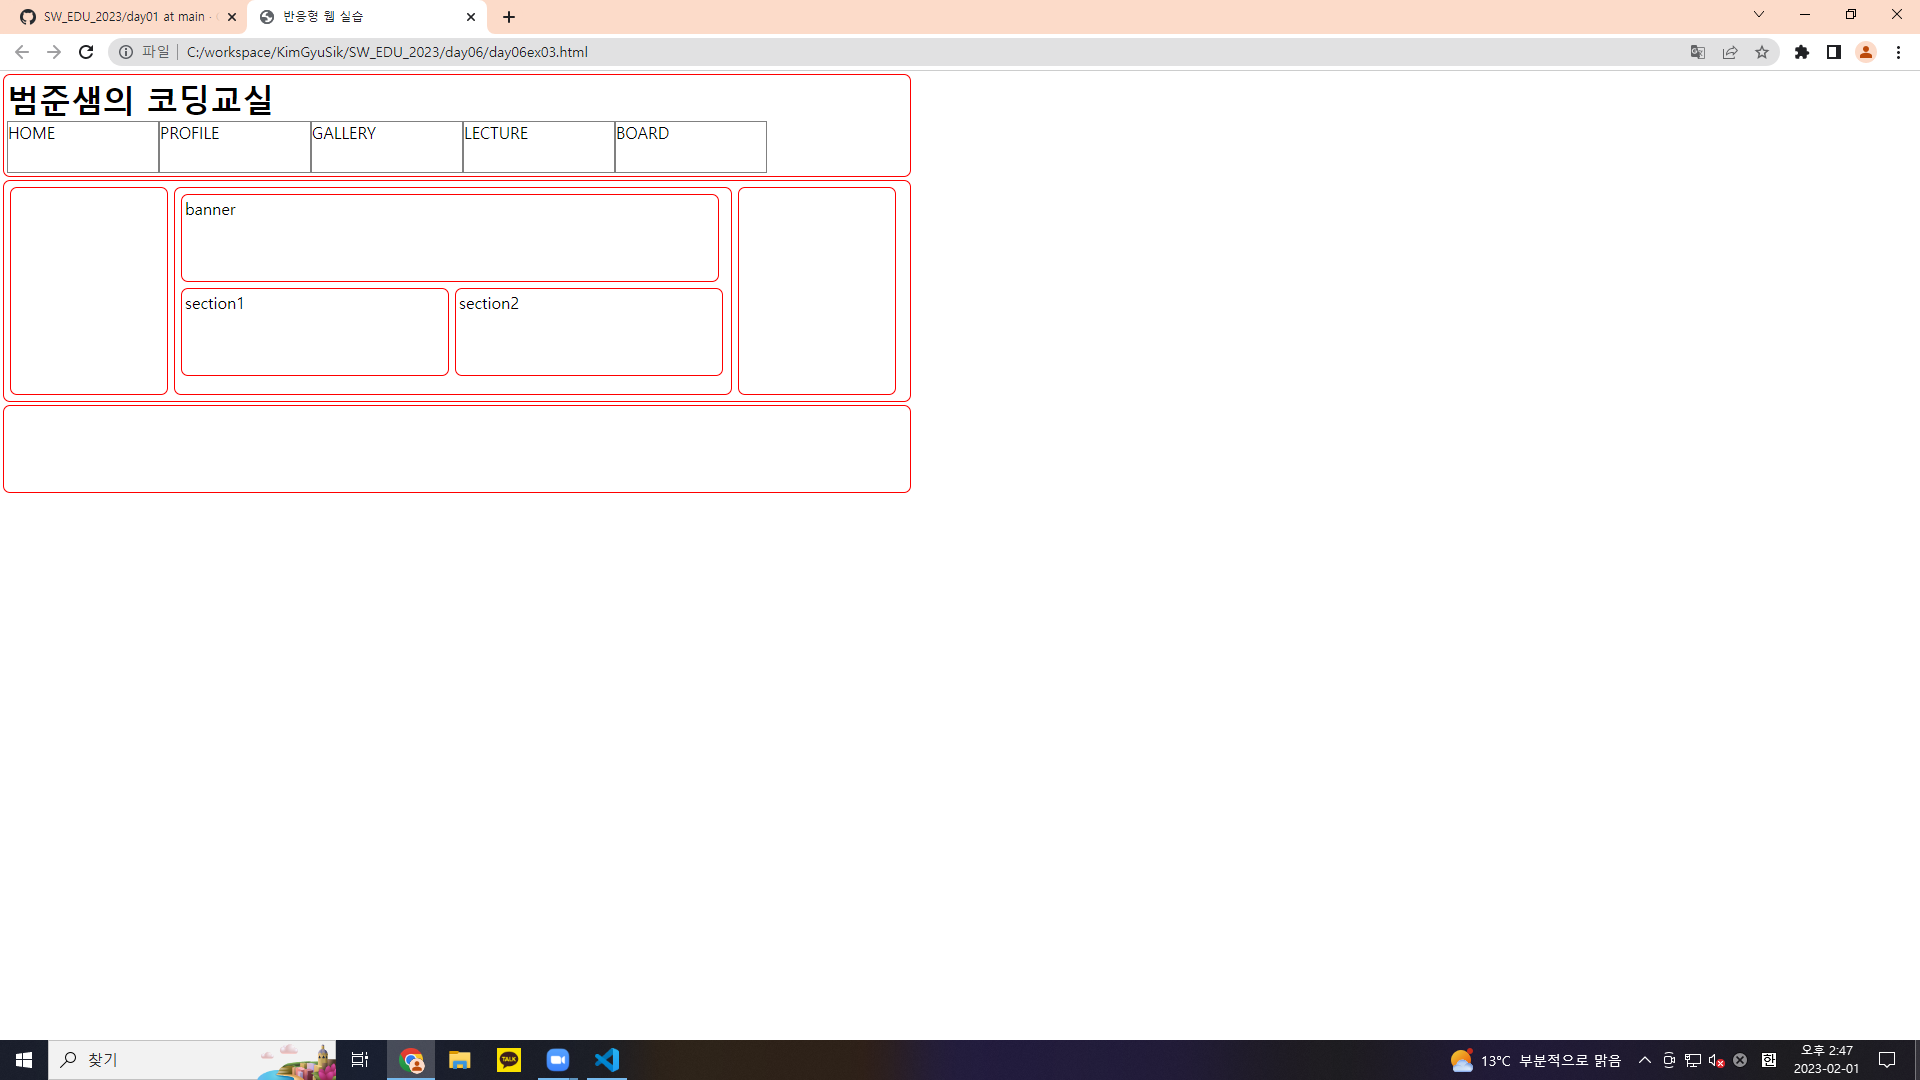 SW_EDU_2023/day01 at main ·
반응형 웹 실습
파일
C:/workspace/KimGyuSik/SW_EDU_2023/day06/day06ex03.html
범준샘의 코딩교실
HOME PROFILE GALLERY LECTURE BOARD
banner
section1 section2
찾기
TALK
13°C 부분적으로 맑음
한
오후 2:47
2023-02-01